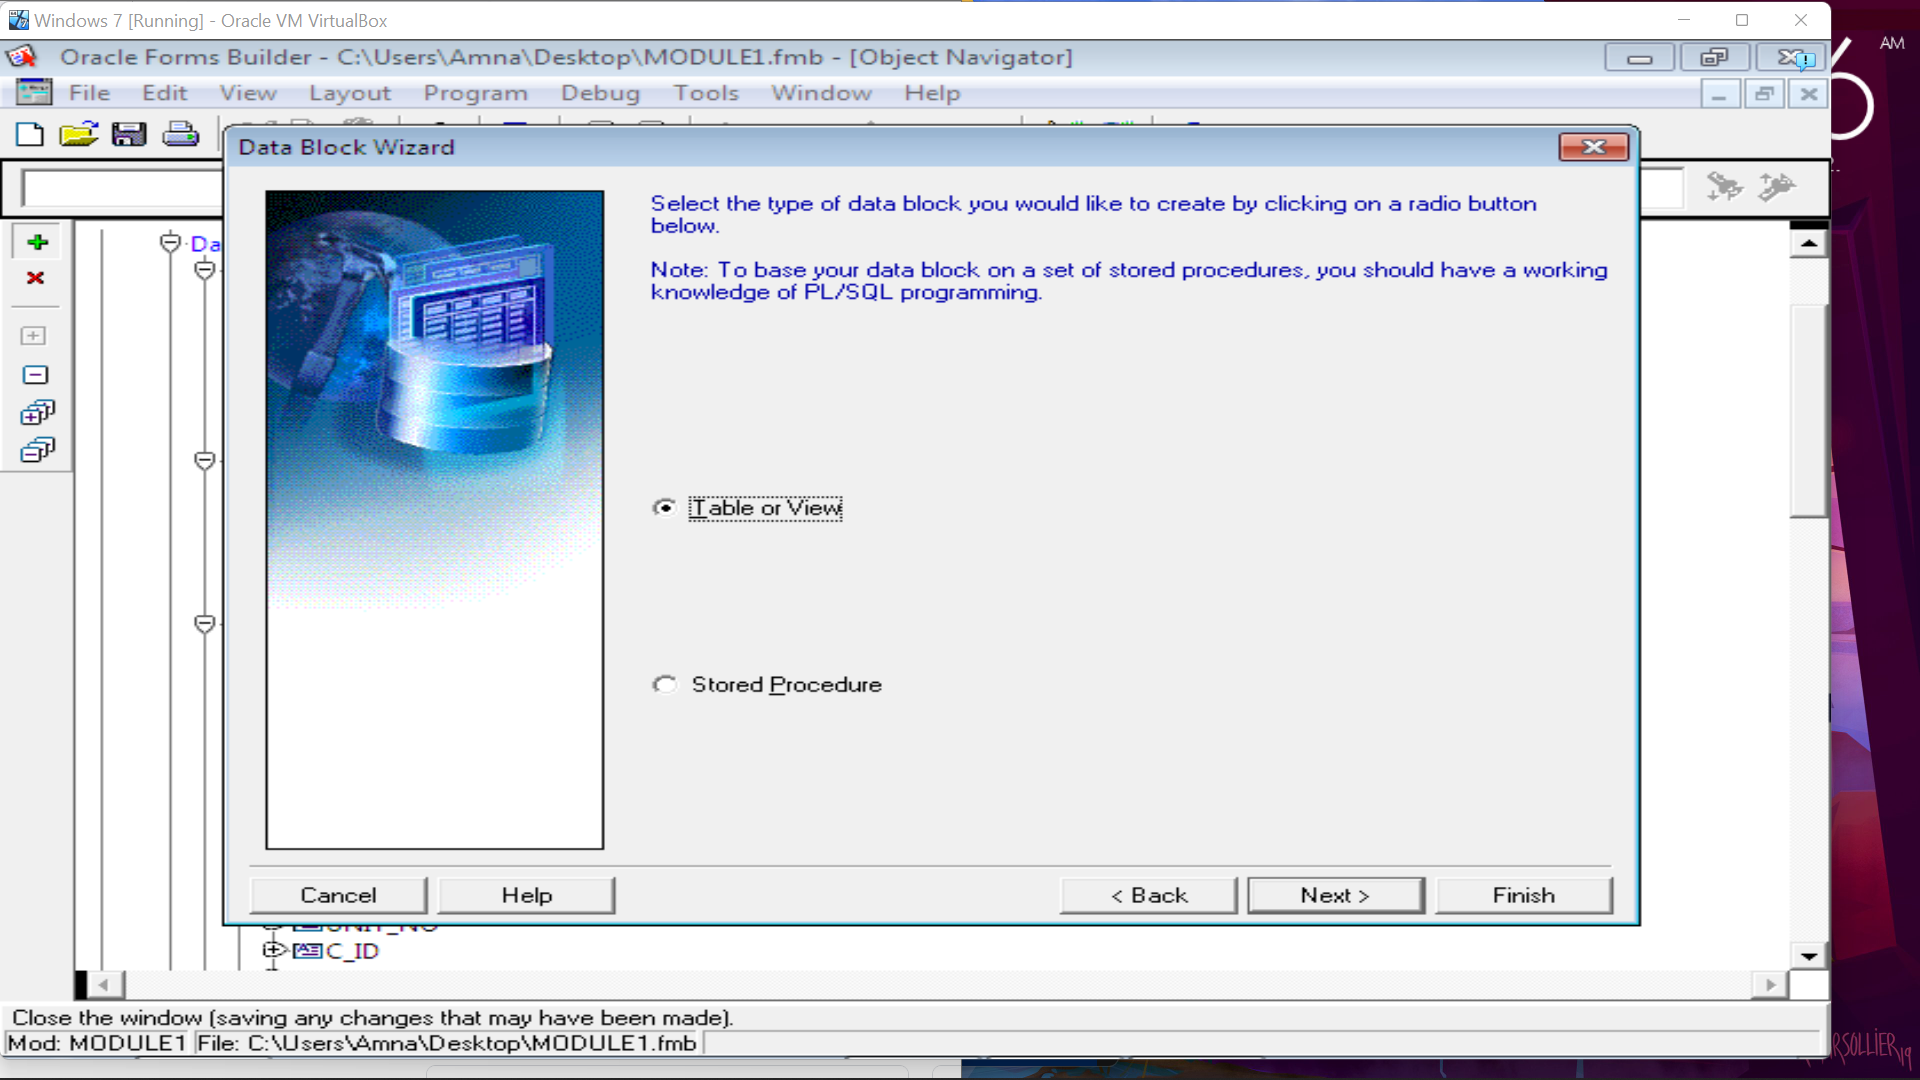 Windows 7 [Running] - Oracle VM VirtualBox
AM
Oracle Forms Builder - C:\Users\Amna\Desktop\MODULE1.fmb - [Object Navigator]
File Edit View Layout Program Debug Tools Window Help
Data Block Wizard
Select the type of data block you would like to create by clicking on a radio button
below.
Note: To base your data block on a set of stored procedures, you should have a working
knowledge of PL/SQL programming.
Da
Table or View
Stored Procedure
Cancel Help < Back Next > Finish
UNIT_NO
C_ID
Close the window (saving any changes that may have been made).
Mod: MODULE1 File: C:\Users\Amna\Desktop\MODULE1.fmb